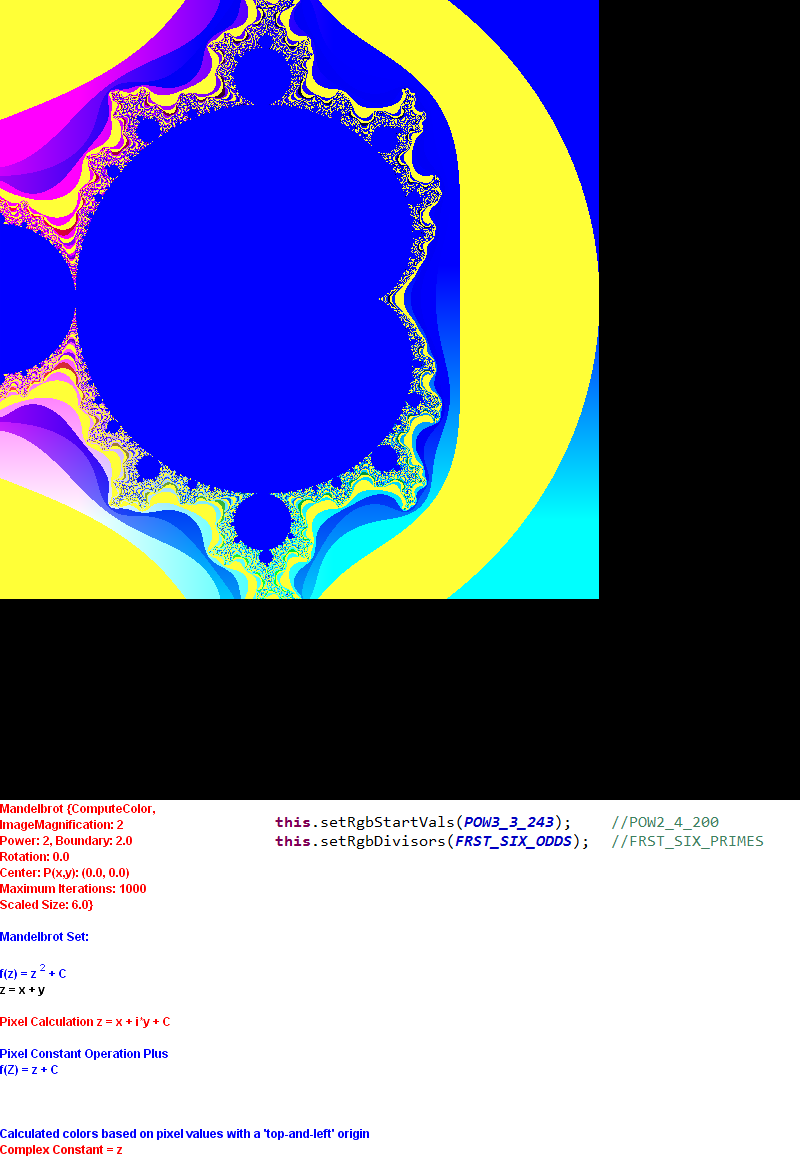 Mandelbrot {ComputeColor,
ImageMagnification: 2
Power: 2, Boundary: 2.0
Rotation: 0.0
Center: P(x,y): (0.0, 0.0)
Maximum Iterations: 1000
Scaled Size: 6.0}
Mandelbrot Set:
f(z) = z 2 + C
z = x + y
Pixel Calculation z = x + i*y + C
Pixel Constant Operation Plus
f(Z) = z + C
Calculated colors based on pixel values with a 'top-and-left' origin
Complex Constant = z
this.setRgbStartVals(POW3_3_243); //POW2_4_200
this.setRgbDivisors(FRST_SIX_ODDS); //FRST_SIX_PRIMES